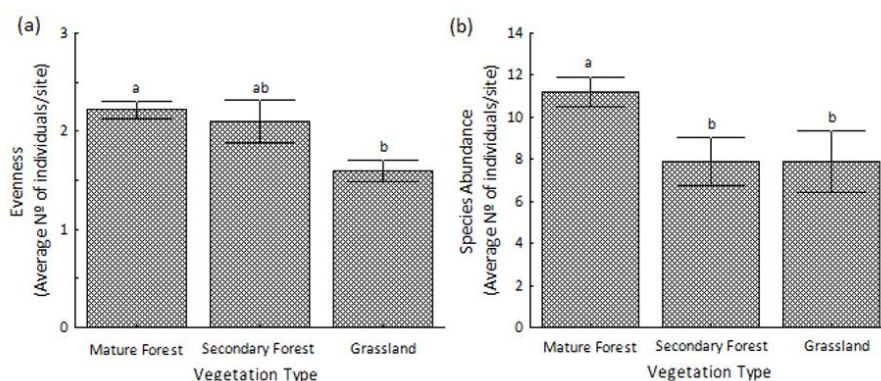 (a)
3
2
1
0
Evenness
(Average Nº of individuals/site)
a
ab
b
Mature Forest Secondary Forest Grassland
Vegetation Type
(b)
14
12
10
8
6
4
2
0
Species Abundance
(Average Nº of individuals/site)
a
b
b
Mature Forest Secondary Forest Grassland
Vegetation Type